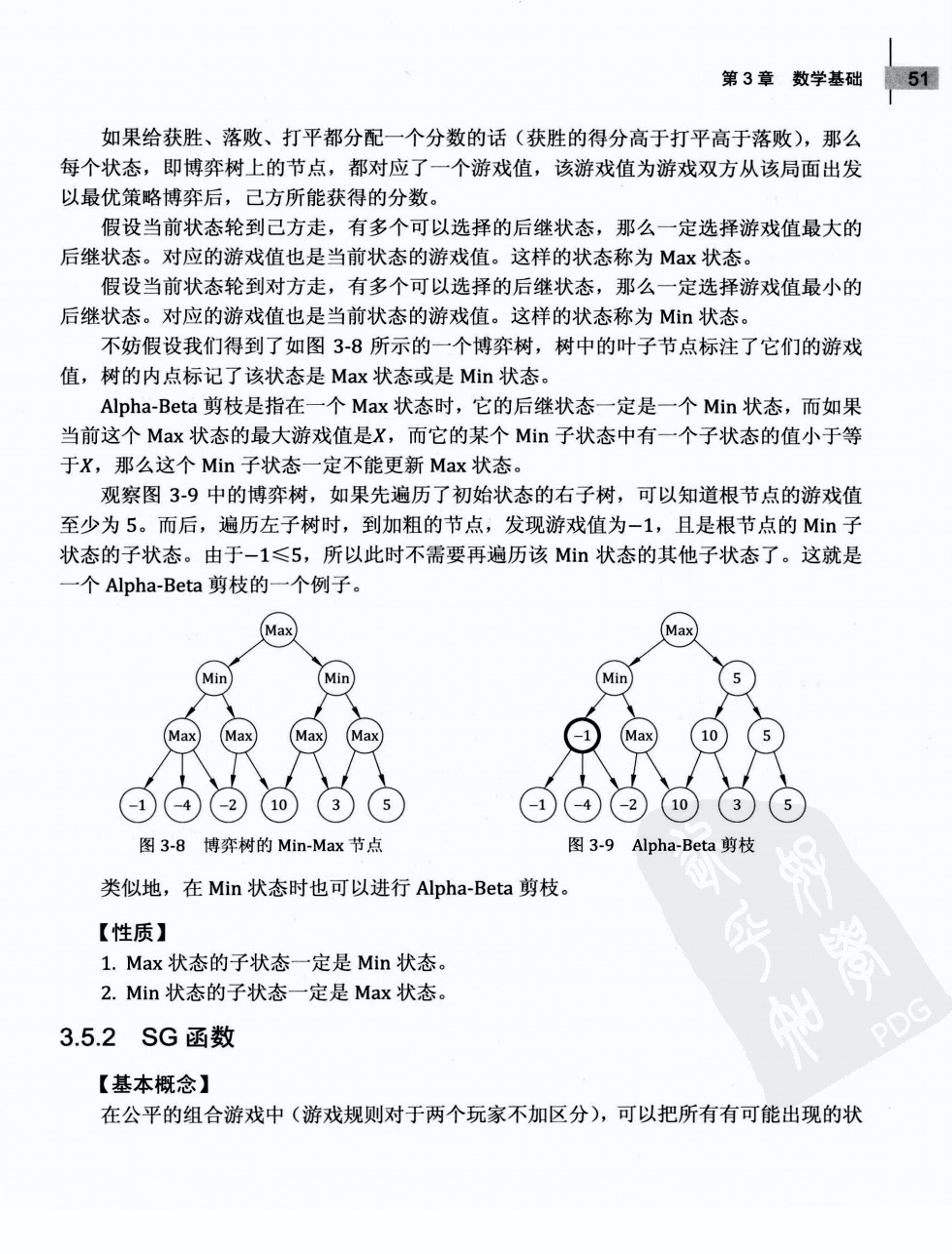 第 3 章 数学基础 51
如果给获胜、落败、打平都分配一个分数的话（获胜的得分高于打平高于落败），那么
每个状态，即博弈树上的节点，都对应了一个游戏值，该游戏值为游戏双方从该局面出发
以最优策略博弈后，己方所能获得的分数。
假设当前状态轮到己方走，有多个可以选择的后继状态，那么一定选择游戏值最大的
后继状态。对应的游戏值也是当前状态的游戏值。这样的状态称为 Max 状态。
假设当前状态轮到对方走，有多个可以选择的后继状态，那么一定选择游戏值最小的
后继状态。对应的游戏值也是当前状态的游戏值。这样的状态称为 Min 状态。
不妨假设我们得到了如图 3-8 所示的一个博弈树，树中的叶子节点标注了它们的游戏
值，树的内点标记了该状态是 Max 状态或是 Min 状态。
Alpha-Beta 剪枝是指在一个 Max 状态时，它的后继状态一定是一个 Min 状态，而如果
当前这个 Max 状态的最大游戏值是X，而它的某个 Min 子状态中有一个子状态的值小于等
于X，那么这个 Min 子状态一定不能更新 Max 状态。
观察图 3-9 中的博弈树，如果先遍历了初始状态的右子树，可以知道根节点的游戏值
至少为 5。而后，遍历左子树时，到加粗的节点，发现游戏值为−1，且是根节点的 Min 子
状态的子状态。由于−1⩽5，所以此时不需要再遍历该 Min 状态的其他子状态了。这就是
一个 Alpha-Beta 剪枝的一个例子。
Max
Min Min
Max Max Max Max
−1 −4 −2 10 3 5
图 3-8 博弈树的 Min-Max 节点
Max
Min 5
−1 Max 10 5
−1 −4 −2 10 3 5
图 3-9 Alpha-Beta 剪枝
类似地，在 Min 状态时也可以进行 Alpha-Beta 剪枝。
【性质】
1. Max 状态的子状态一定是 Min 状态。
2. Min 状态的子状态一定是 Max 状态。
3.5.2 SG 函数
【基本概念】
在公平的组合游戏中（游戏规则对于两个玩家不加区分），可以把所有有可能出现的状
PDG